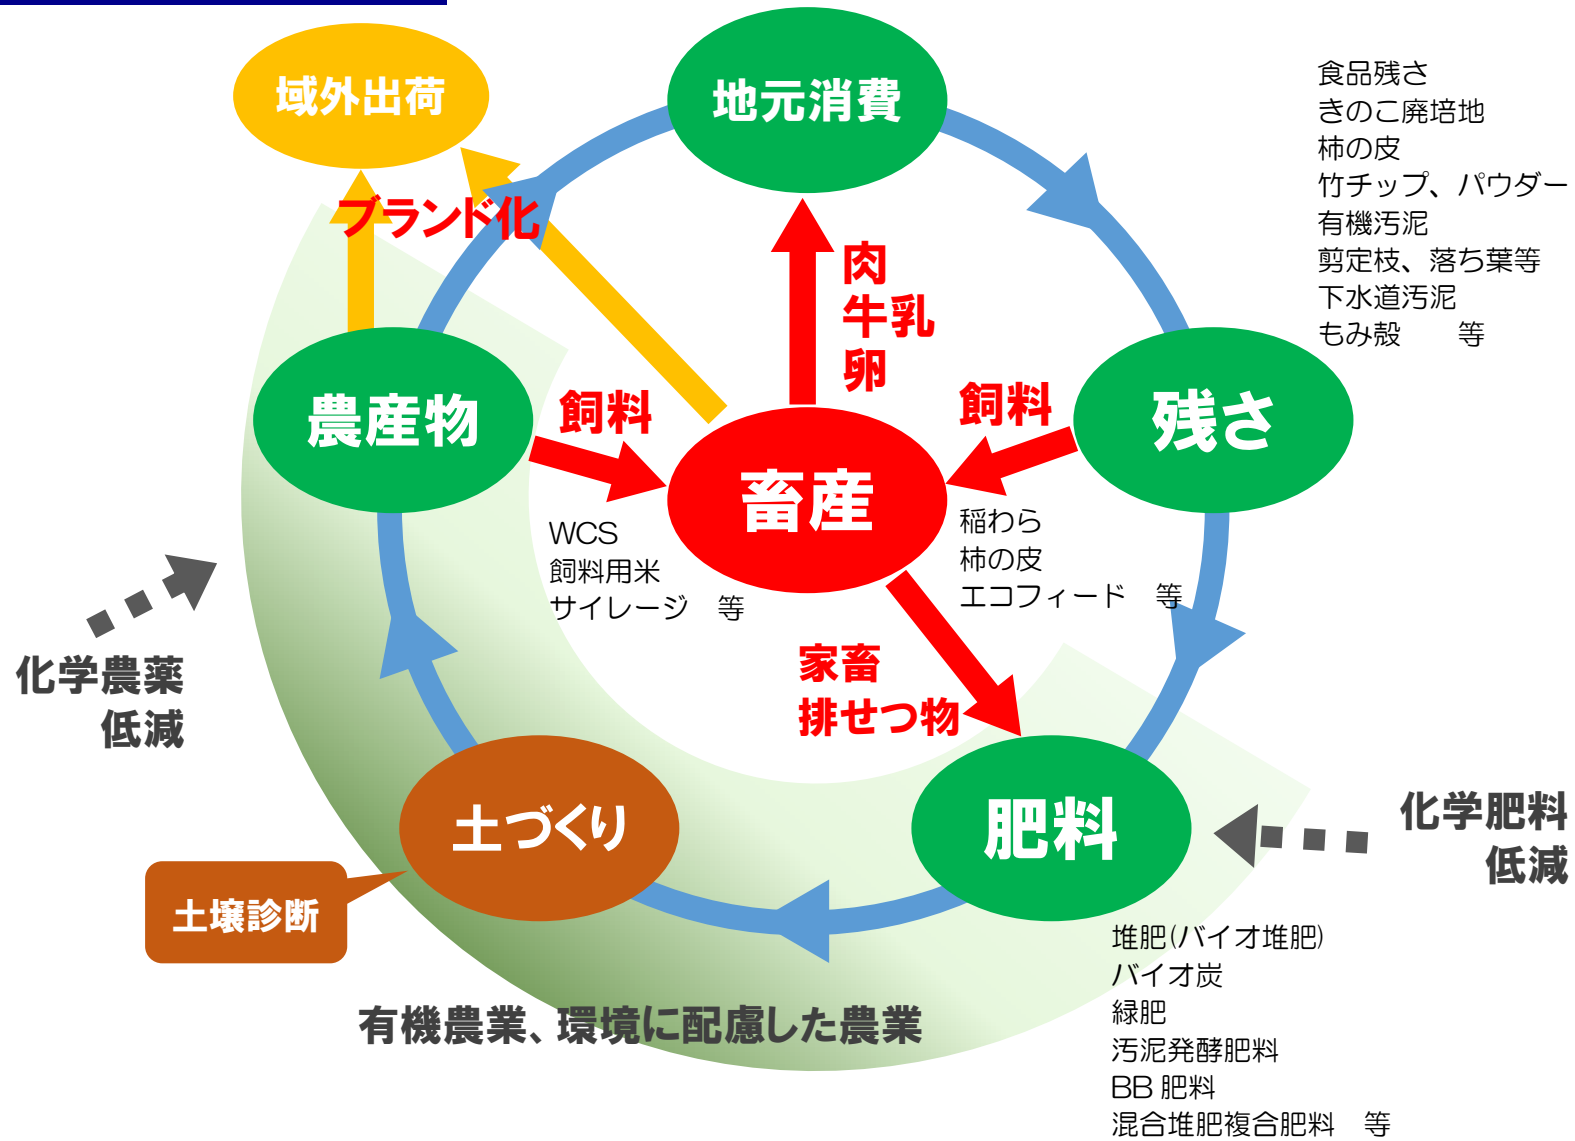 域外出荷
地元消費
食品残さ
きのこ廃培地
柿の皮
竹チップ、パウダー
有機汚泥
剪定枝、落ち葉等
下水道汚泥
もみ殻　　等
ブランド化
肉
牛乳
卵
農産物
飼料
畜産
飼料
残さ
WCS
飼料用米
サイレージ　等
稲わら
柿の皮
エコフィード　等
化学農薬
低減
家畜
排せつ物
土づくり
肥料
化学肥料
低減
土壌診断
有機農業、環境に配慮した農業
堆肥(バイオ堆肥)
バイオ炭
緑肥
汚泥発酵肥料
BB 肥料
混合堆肥複合肥料　等